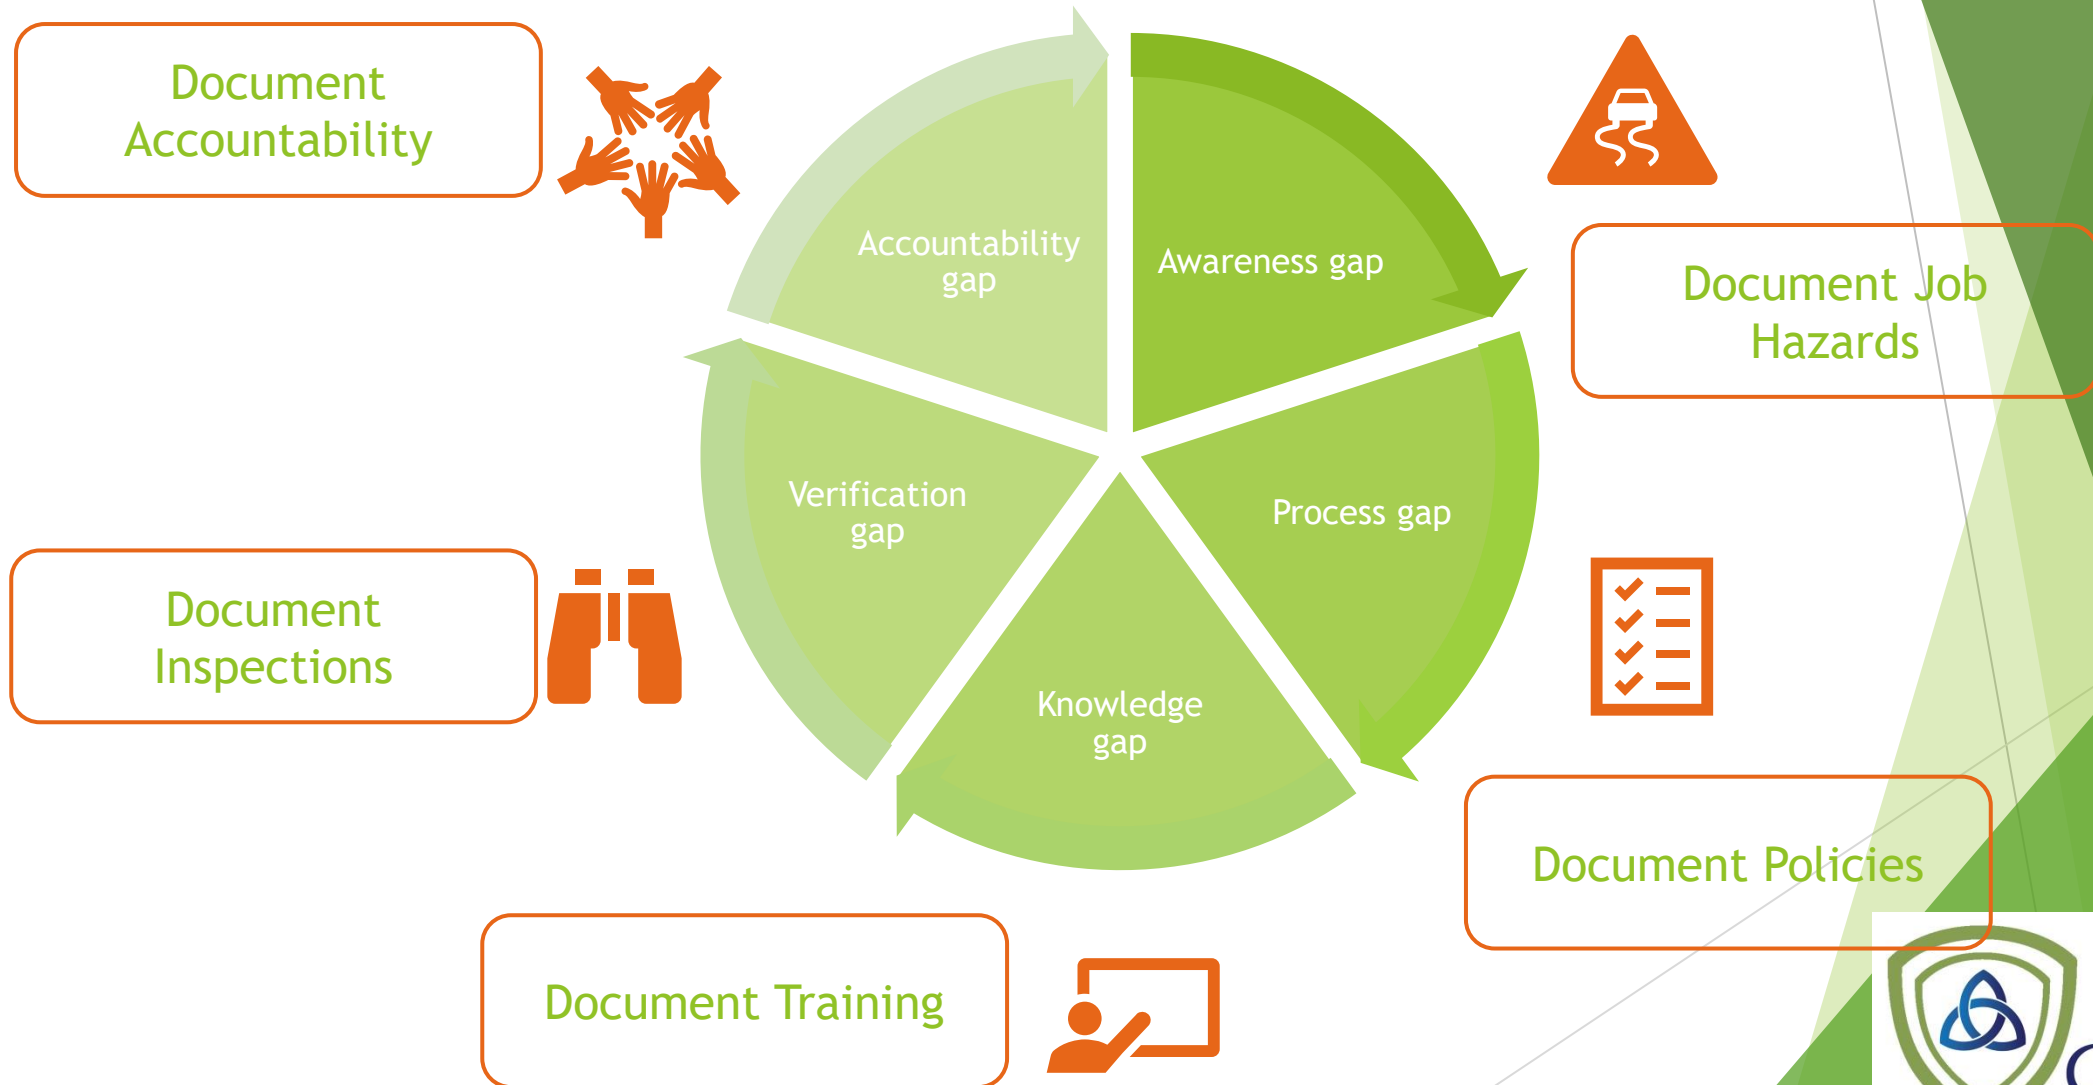 Document
Accountability
Accountability
gap
Awareness gap
Document Job
Hazards
Verification
gap
Process gap
Document
Inspections
Knowledge
gap
Document Policies
Document Training